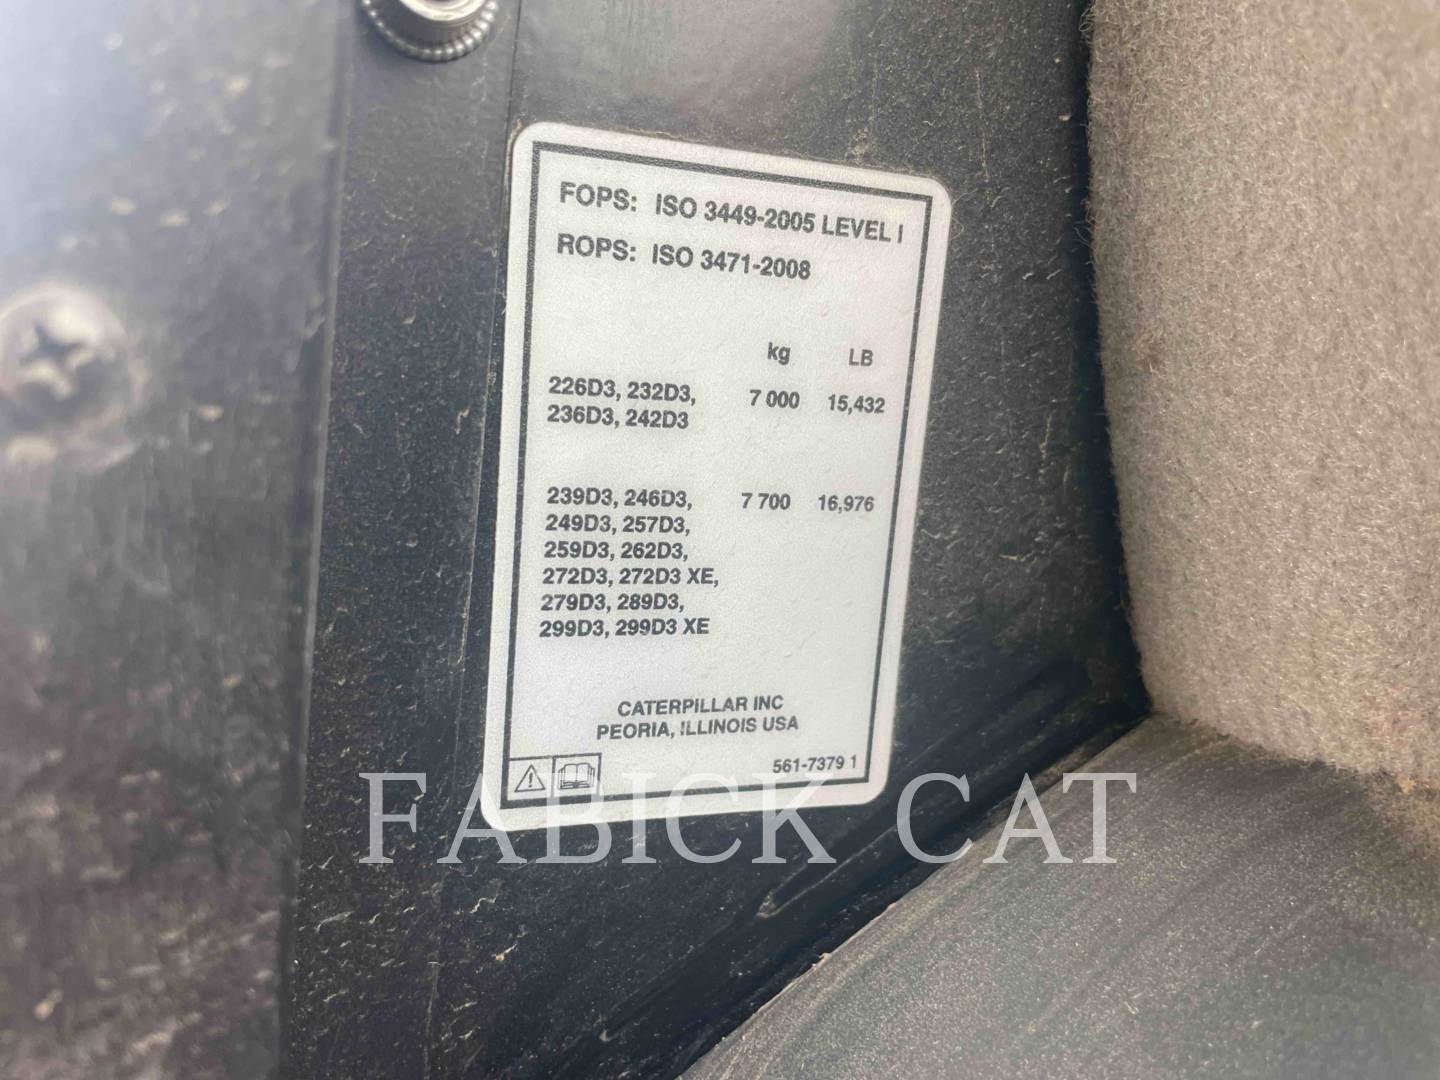 FOPS: ISO 3449-2005 LEVEL I
ROPS: ISO 3471-2008
kg LB
226D3, 232D3, 7 000 15,432
236D3, 242D3
239D3, 246D3, 7 700 16,976
249D3, 257D3,
259D3, 262D3,
272D3, 272D3 XE,
279D3, 289D3,
299D3, 299D3 XE
CATERPILLAR INC
PEORIA, ILLINOIS USA
561-7379 1
FABICK CAT